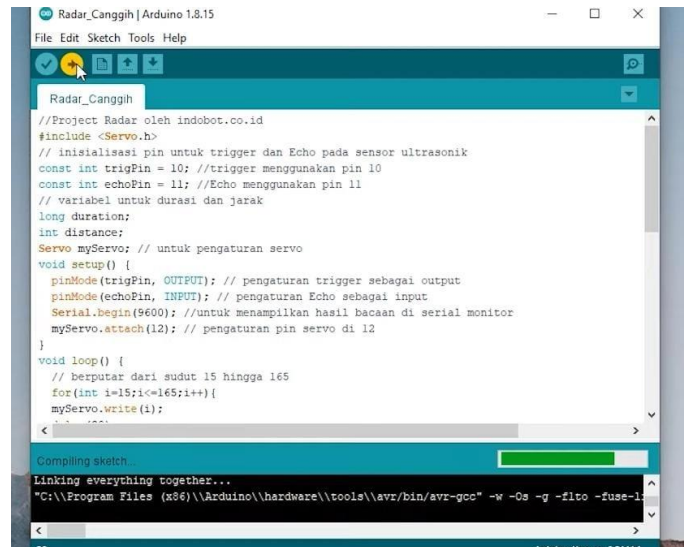 Radar_Canggih | Arduino 1.8.15
File Edit Sketch Tools Help
Radar_Canggih
//Project Radar oleh indobot.co.id
#include <Servo.h>
// inisialisasi pin untuk trigger dan Echo pada sensor ultrasonik
const int trigPin = 10; //trigger menggunakan pin 10
const int echoPin = 11; //Echo menggunakan pin 11
// variabel untuk durasi dan jarak
long duration;
int distance;
Servo myServo; // untuk pengaturan servo
void setup() {
pinMode(trigPin, OUTPUT); // pengaturan trigger sebagai output
pinMode(echoPin, INPUT); // pengaturan Echo sebagai input
Serial.begin(9600); //untuk menampilkan hasil bacaan di serial monitor
myServo.attach(12); // pengaturan pin servo di 12
}
void loop() {
// berputar dari sudut 15 hingga 165
for(int i=15;i<=165;i++){
myServo.write(i);
Compiling sketch...
Linking everything together...
"C:\\Program Files (x86)\\Arduino\\hardware\\tools\\avr/bin/avr-gcc" -w -Os -g -flto -fuse-l